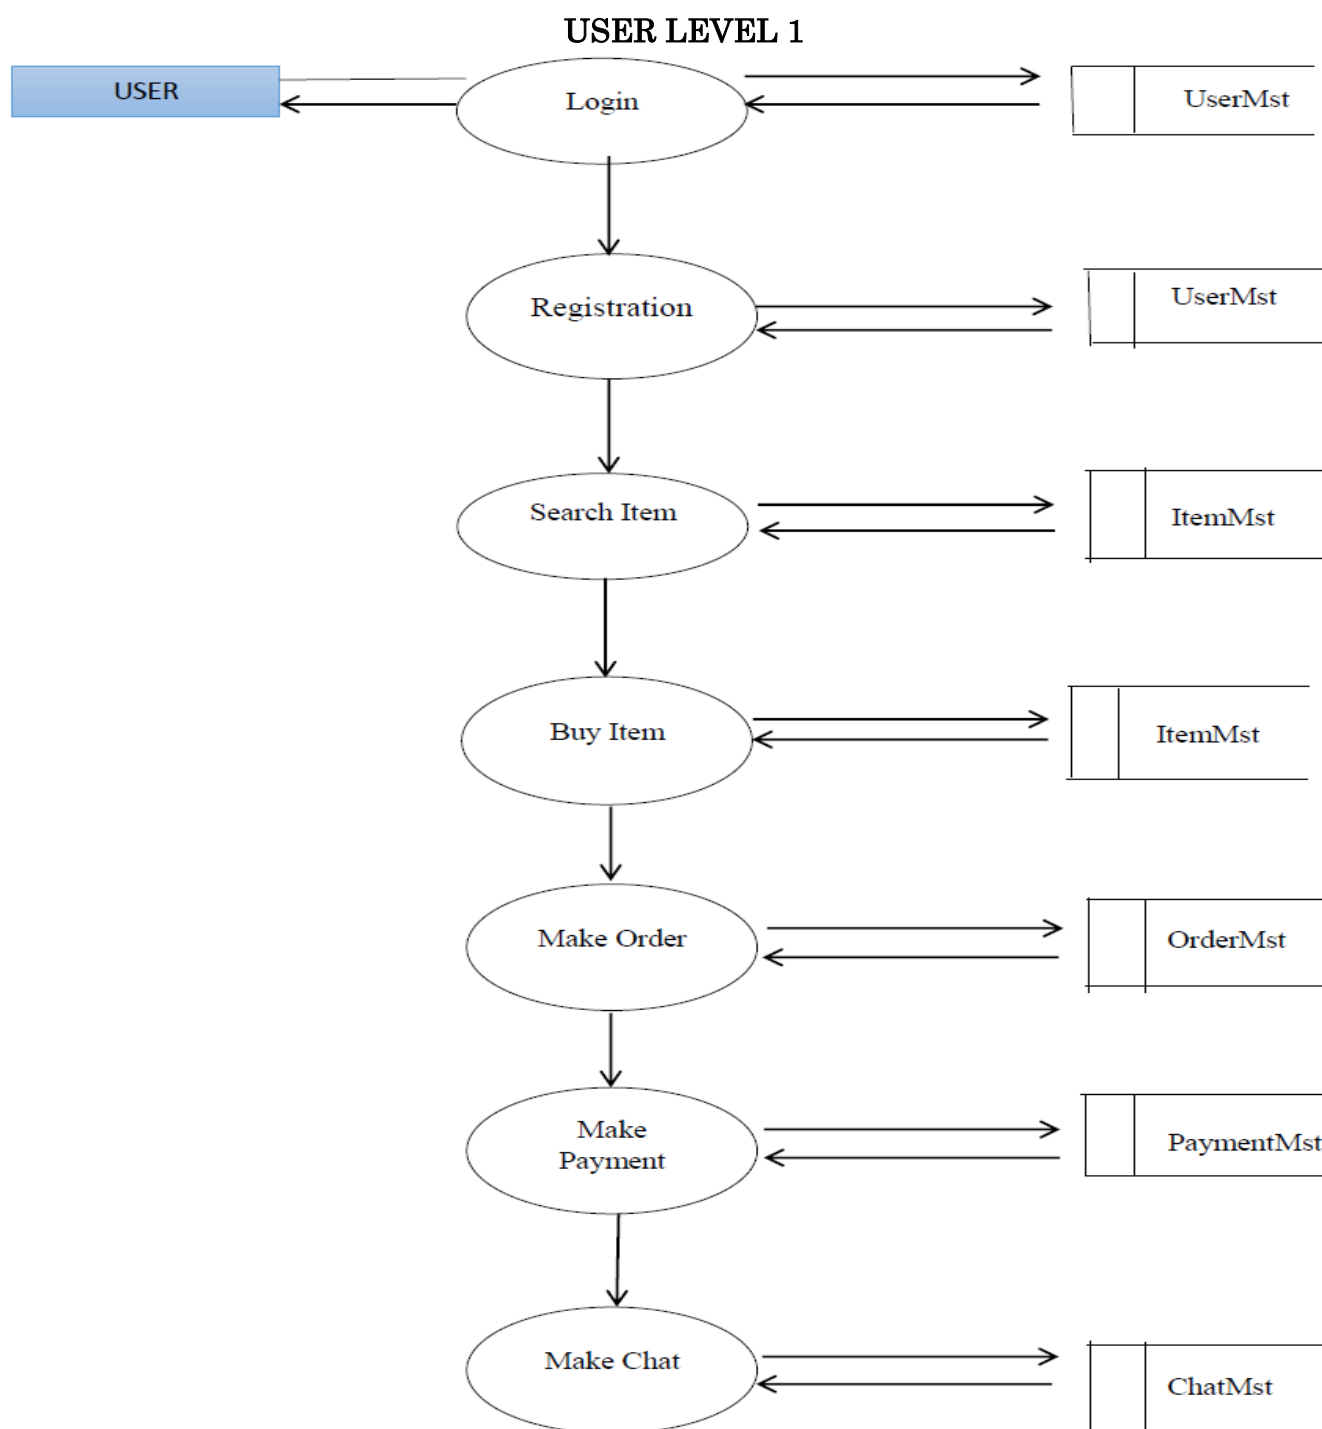 USER LEVEL 1
USER
Login
UserMst
Registration
UserMst
Search Item
ItemMst
Buy Item
ItemMst
Make Order
OrderMst
Make
Payment
PaymentMst
Make Chat
ChatMst